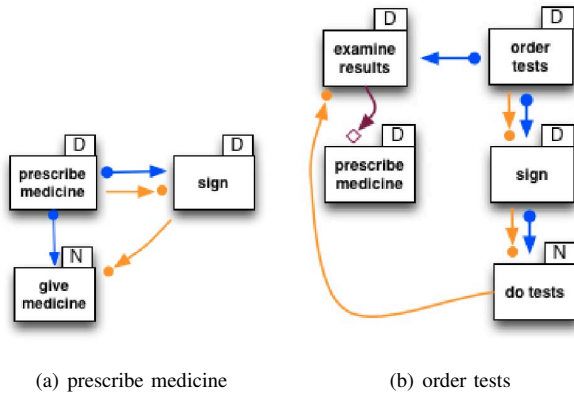 D
prescribe
medicine
D
sign
N
give
medicine
(a) prescribe medicine
D
examine
results
D
order
tests
D
prescribe
medicine
D
sign
N
do tests
(b) order tests